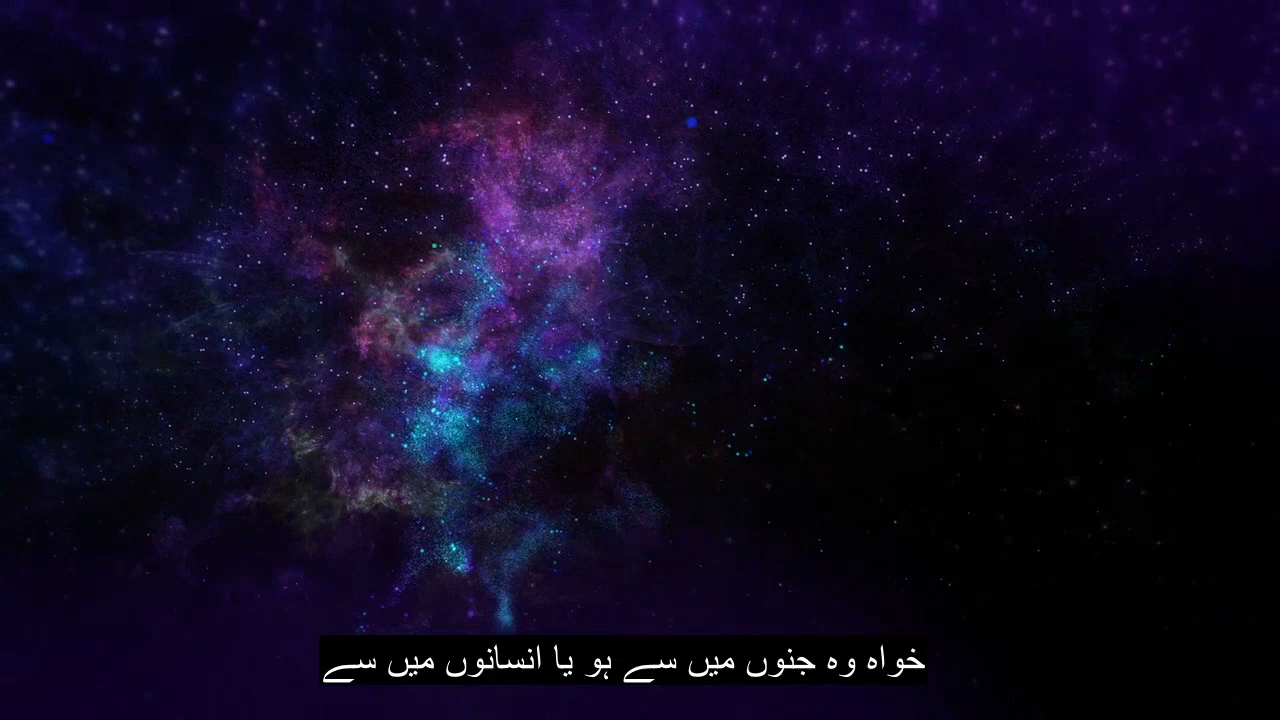 خواہ وہ جنوں میں سے ہو یا انسانوں میں سے